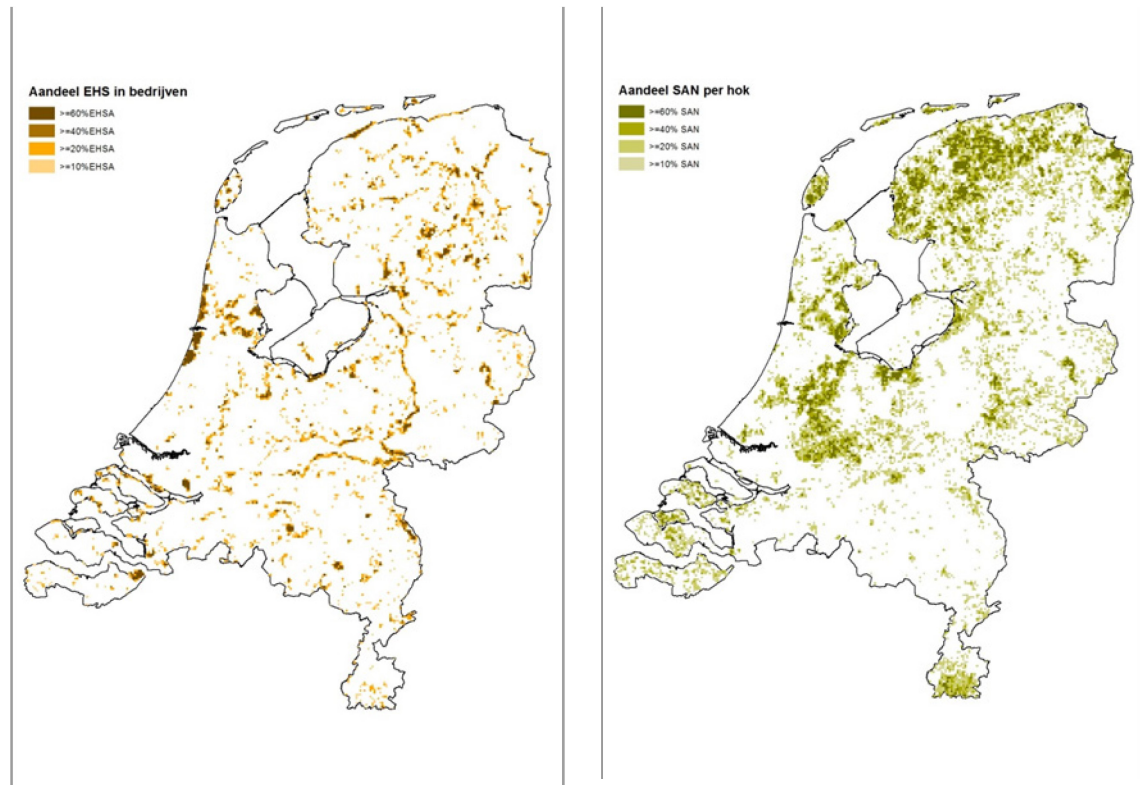 Aandeel EHS in bedrijven
>=60%EHSA
>=40%EHSA
>=20%EHSA
>=10%EHSA
Aandeel SAN per hok
>=60% SAN
>=40% SAN
>=20% SAN
>=10% SAN